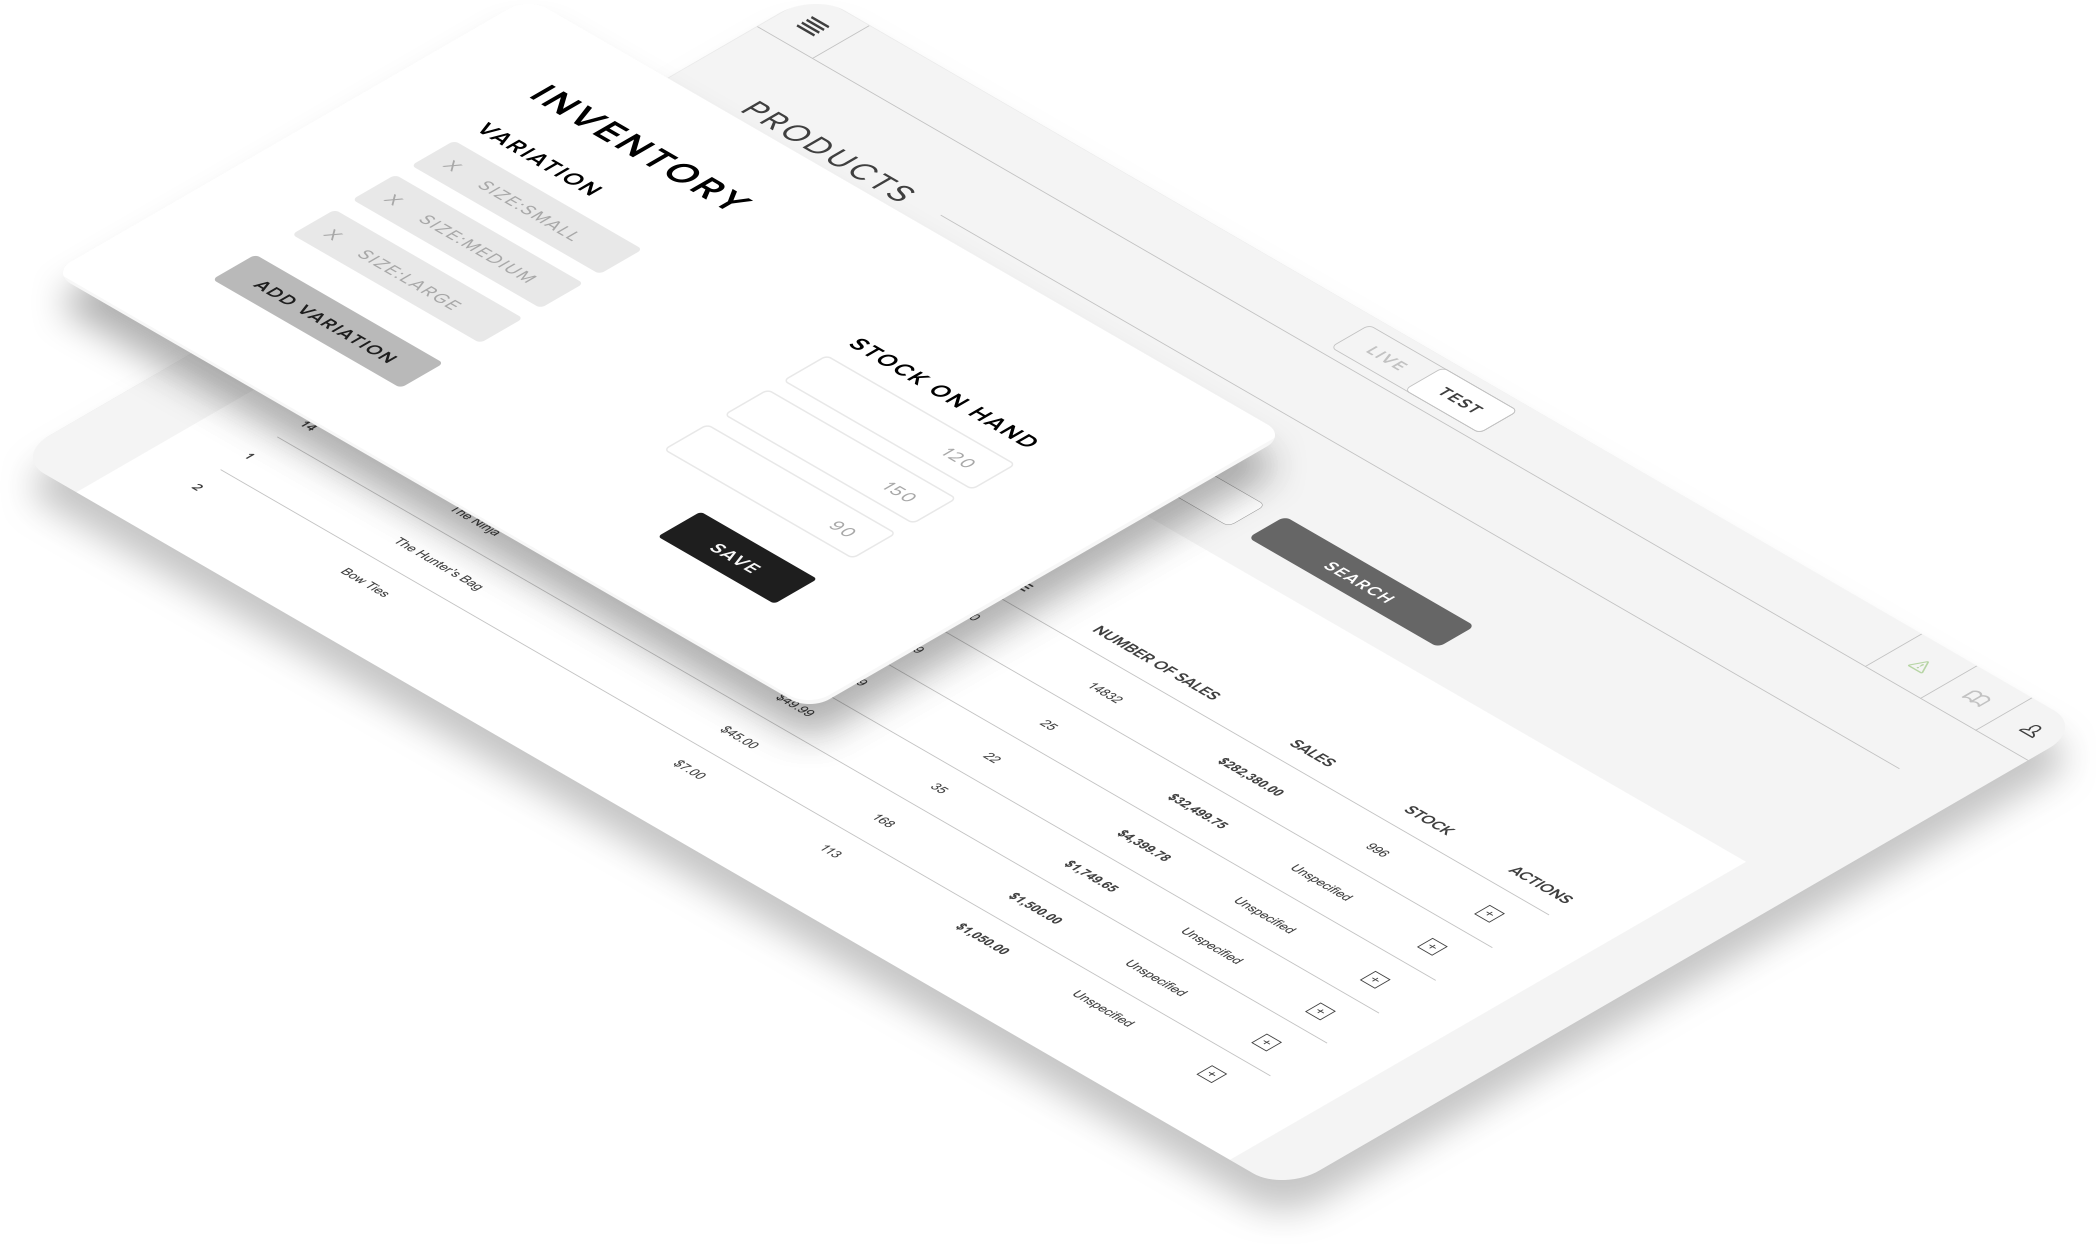 INVENTORY
VARIATION
X SIZE:SMALL
X SIZE:MEDIUM
X SIZE:LARGE
ADD VARIATION
STOCK ON HAND
120
150
90
SAVE
PRODUCTS
LIVE TEST
SEARCH
NUMBER OF SALES SALES STOCK ACTIONS
14832 $282,380.00 996
25 $32,499.75 Unspecified
22 $4,399.78 Unspecified
14 The Ninja $49.99 35 $1,749.65 Unspecified
1 The Hunter's Bag $45.00 168 $1,500.00 Unspecified
2 Bow Ties $7.00 113 $1,050.00 Unspecified